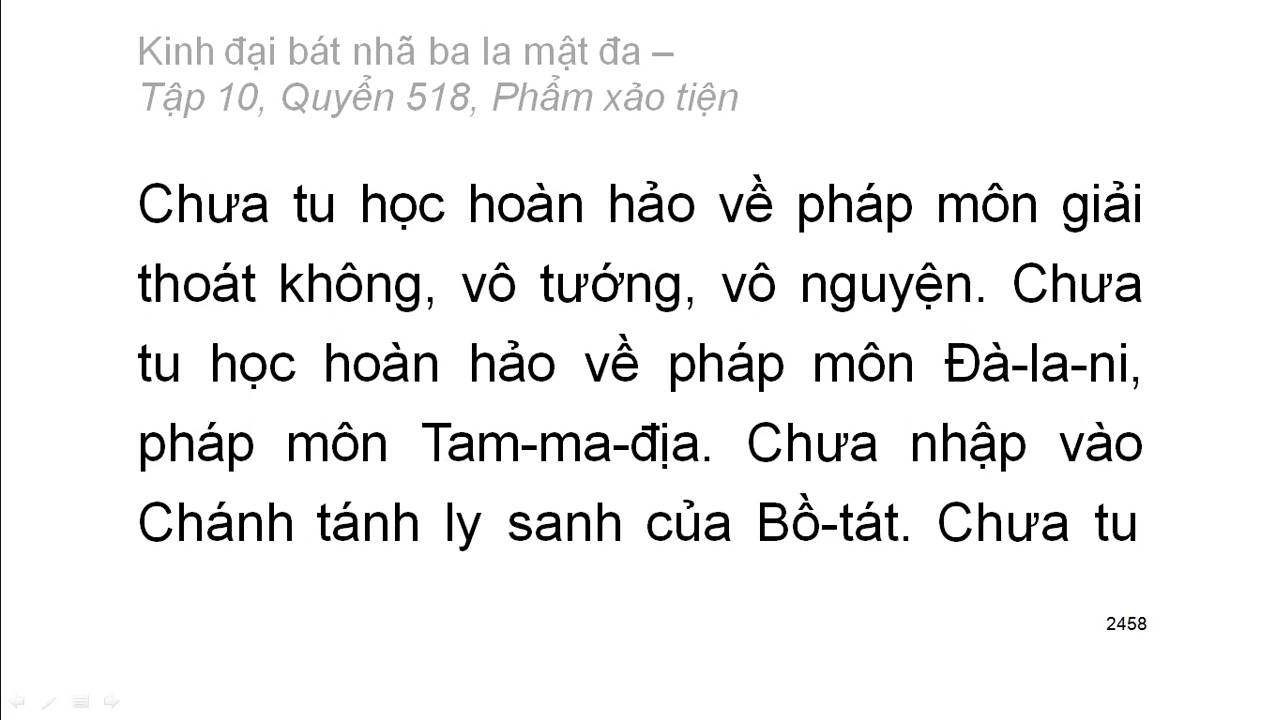 Kinh đại bát nhã ba la mật đa –
Tập 10, Quyển 518, Phẩm xảo tiện
Chưa tu học hoàn hảo về pháp môn giải
thoát không, vô tướng, vô nguyện. Chưa
tu học hoàn hảo về pháp môn Đà-la-ni,
pháp môn Tam-ma-địa. Chưa nhập vào
Chánh tánh ly sanh của Bồ-tát. Chưa tu
2458